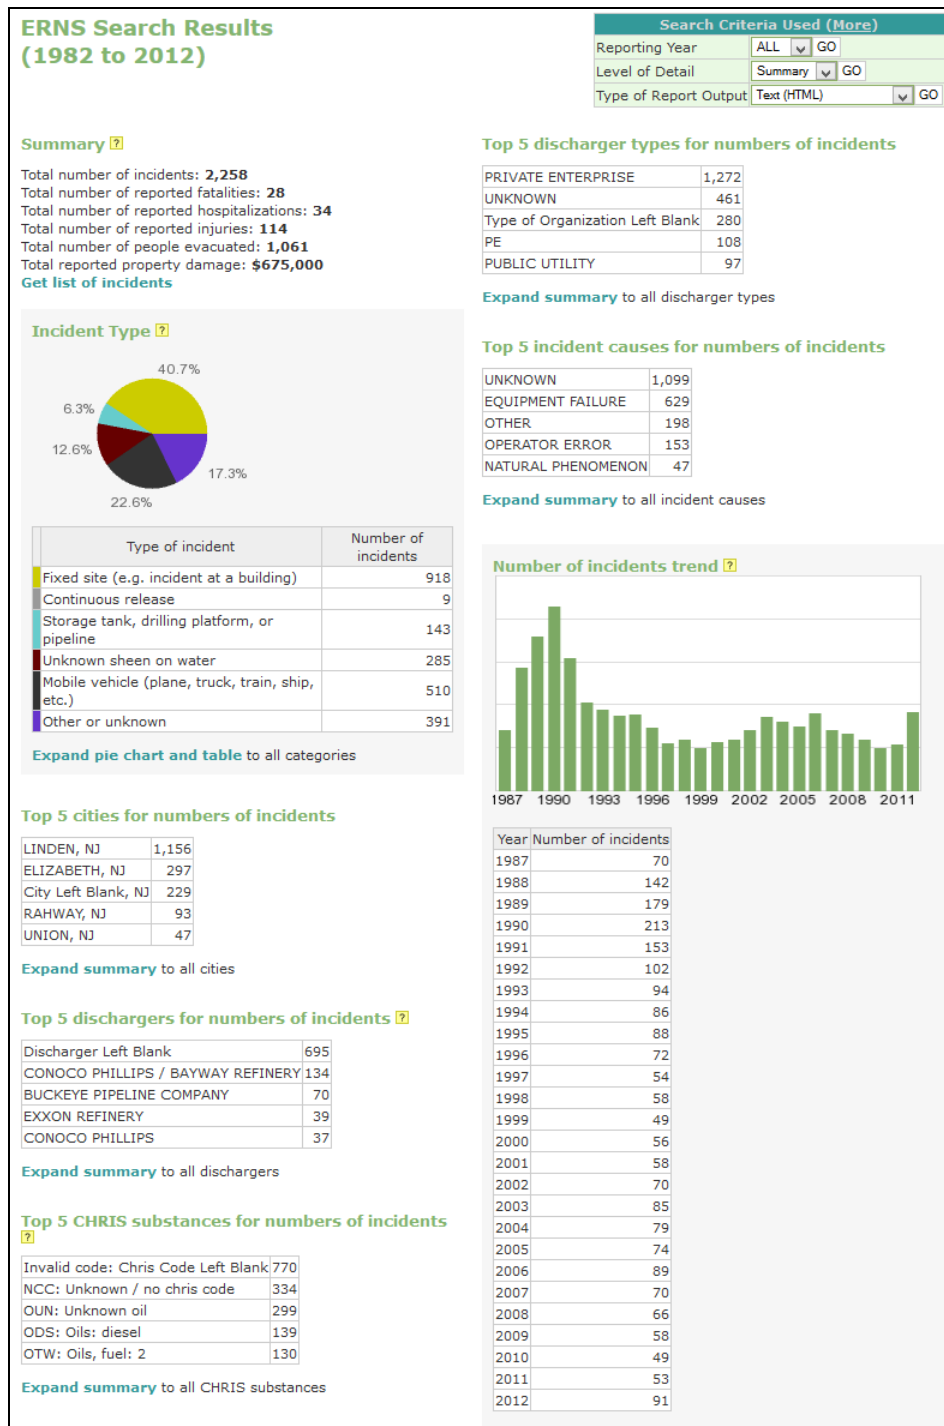 ERNS Search Results
(1982 to 2012)
Search Criteria Used (More)
Reporting Year ALL GO
Level of Detail Summary GO
Type of Report Output Text (HTML) GO
Summary ?
Total number of incidents: 2,258
Total number of reported fatalities: 28
Total number of reported hospitalizations: 34
Total number of reported injuries: 114
Total number of people evacuated: 1,061
Total reported property damage: $675,000
Get list of incidents
Incident Type ?
40.7%
6.3%
12.6%
17.3%
22.6%
Type of incident Number of
incidents
Fixed site (e.g. incident at a building) 918
Continuous release 9
Storage tank, drilling platform, or
pipeline 143
Unknown sheen on water 285
Mobile vehicle (plane, truck, train, ship,
etc.) 510
Other or unknown 391
Expand pie chart and table to all categories
Top 5 cities for numbers of incidents
LINDEN, NJ 1,156
ELIZABETH, NJ 297
City Left Blank, NJ 229
RAHWAY, NJ 93
UNION, NJ 47
Expand summary to all cities
Top 5 dischargers for numbers of incidents ?
Discharger Left Blank 695
CONOCO PHILLIPS / BAYWAY REFINERY 134
BUCKEYE PIPELINE COMPANY 70
EXXON REFINERY 39
CONOCO PHILLIPS 37
Expand summary to all dischargers
Top 5 CHRIS substances for numbers of incidents
?
Invalid code: Chris Code Left Blank 770
NCC: Unknown / no chris code 334
OUN: Unknown oil 299
ODS: Oils: diesel 139
OTW: Oils, fuel: 2 130
Expand summary to all CHRIS substances
Top 5 discharger types for numbers of incidents
PRIVATE ENTERPRISE 1,272
UNKNOWN 461
Type of Organization Left Blank 280
PE 108
PUBLIC UTILITY 97
Expand summary to all discharger types
Top 5 incident causes for numbers of incidents
UNKNOWN 1,099
EQUIPMENT FAILURE 629
OTHER 198
OPERATOR ERROR 153
NATURAL PHENOMENON 47
Expand summary to all incident causes
Number of incidents trend ?
1987 1990 1993 1996 1999 2002 2005 2008 2011
Year Number of incidents
1987 70
1988 142
1989 179
1990 213
1991 153
1992 102
1993 94
1994 86
1995 88
1996 72
1997 54
1998 58
1999 49
2000 56
2001 58
2002 70
2003 85
2004 79
2005 74
2006 89
2007 70
2008 66
2009 58
2010 49
2011 53
2012 91